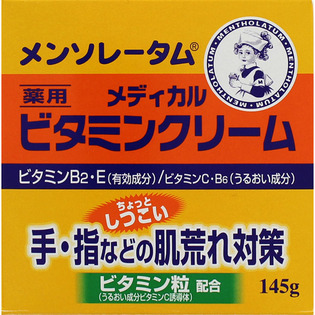 メンソレータム®
MENTHOLATUM・MENTHOLATUM・MENTHOLATUM
薬用
メディカル
ビタミンクリーム
ビタミンB2・E(有効成分)/ビタミンC・B6(うるおい成分)
ちょっと
しつこい
手・指などの肌荒れ対策
ビタミン粒 配合
(うるおい成分ビタミンC誘導体)
145g